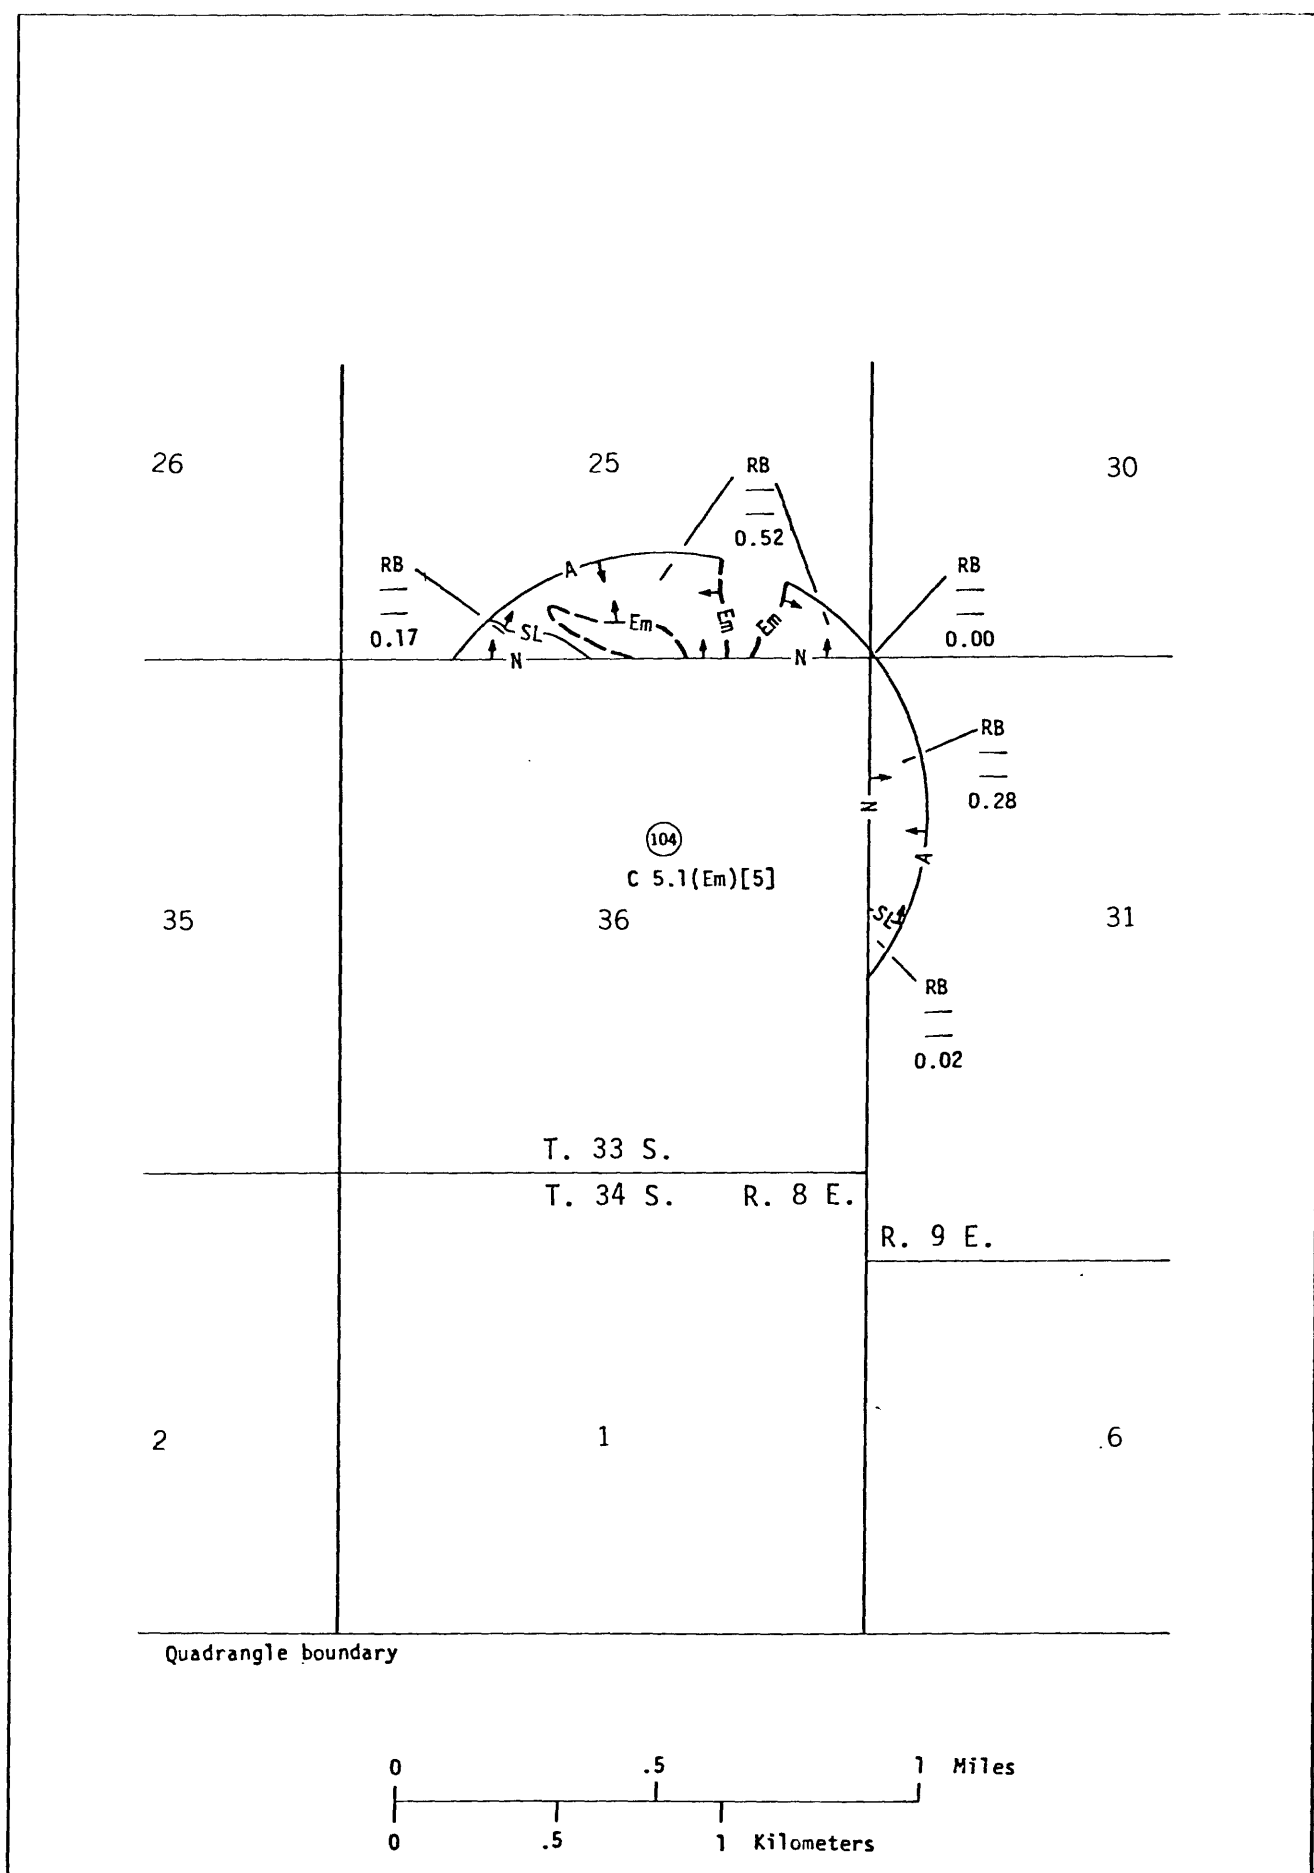 26
25
30
RB
0.52
RB
0.17
RB
0.00
A
Em
Em
Em
SL
N
N
RB
0.28
N
A
104
C 5.1(Em)[5]
35
36
31
SL
RB
0.02
T. 33 S.
T. 34 S. R. 8 E.
R. 9 E.
2
1
6
Quadrangle boundary
0 .5 1 Miles
0 .5 1 Kilometers